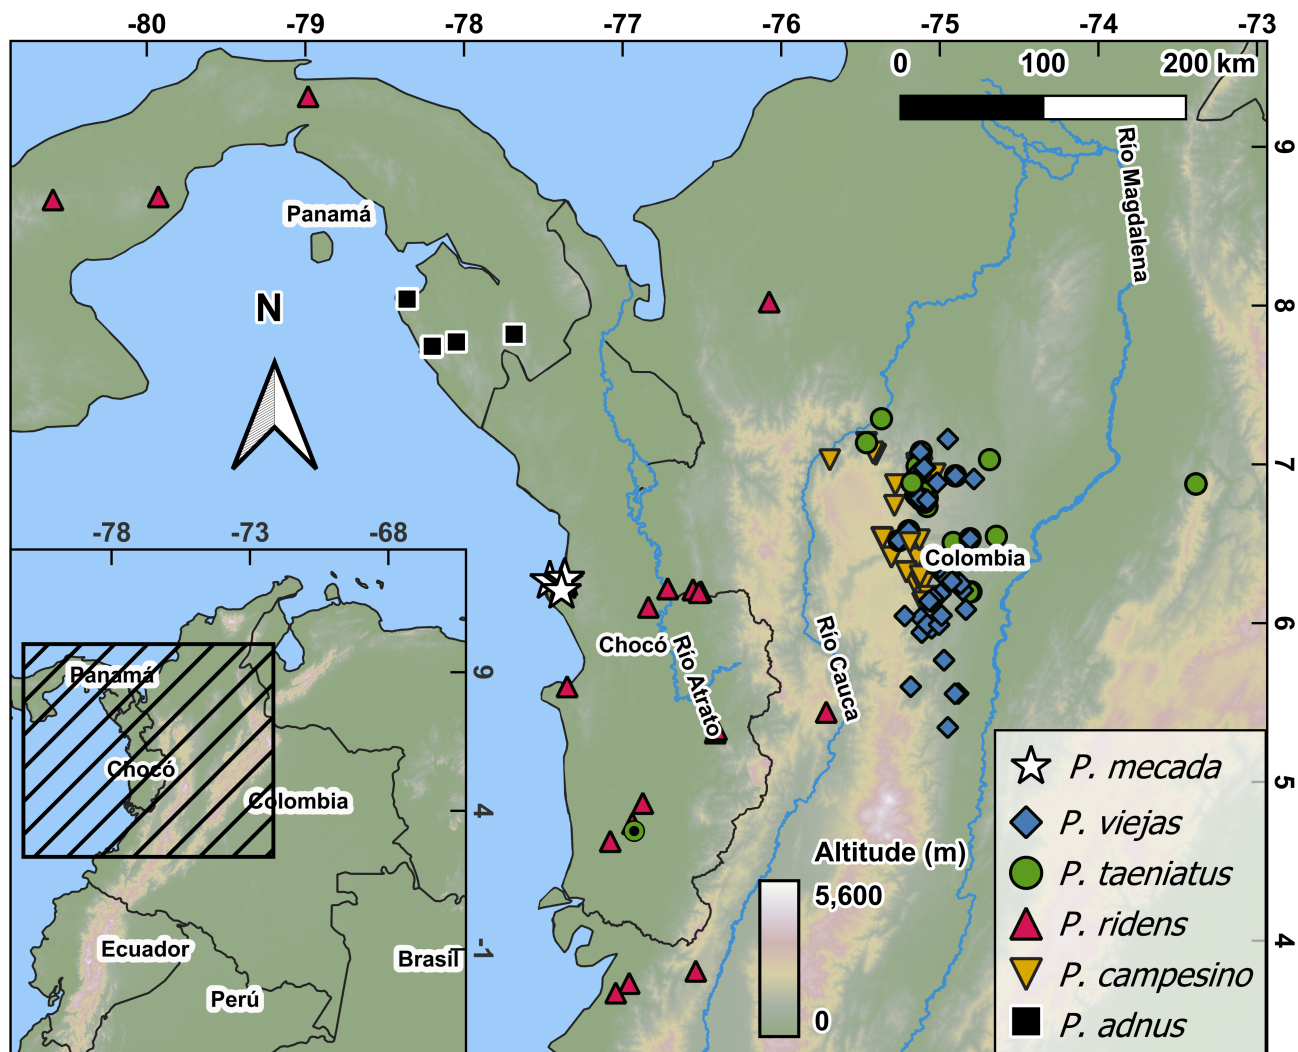 -80 -79 -78 -77 -76 -75 -74 -73
0 100 200 km
9
8
7
6
5
4
Río Magdalena
Panamá
N
Colombia
Chocó
Río Atrato
Río Cauca
-78 -73 -68
9
4
-1
Panamá
Chocó
Colombia
Ecuador
Perú
Brasil
Altitude (m)
5,600
0
P. mecada
P. viejas
P. taeniatus
P. ridens
P. campesino
P. adnus